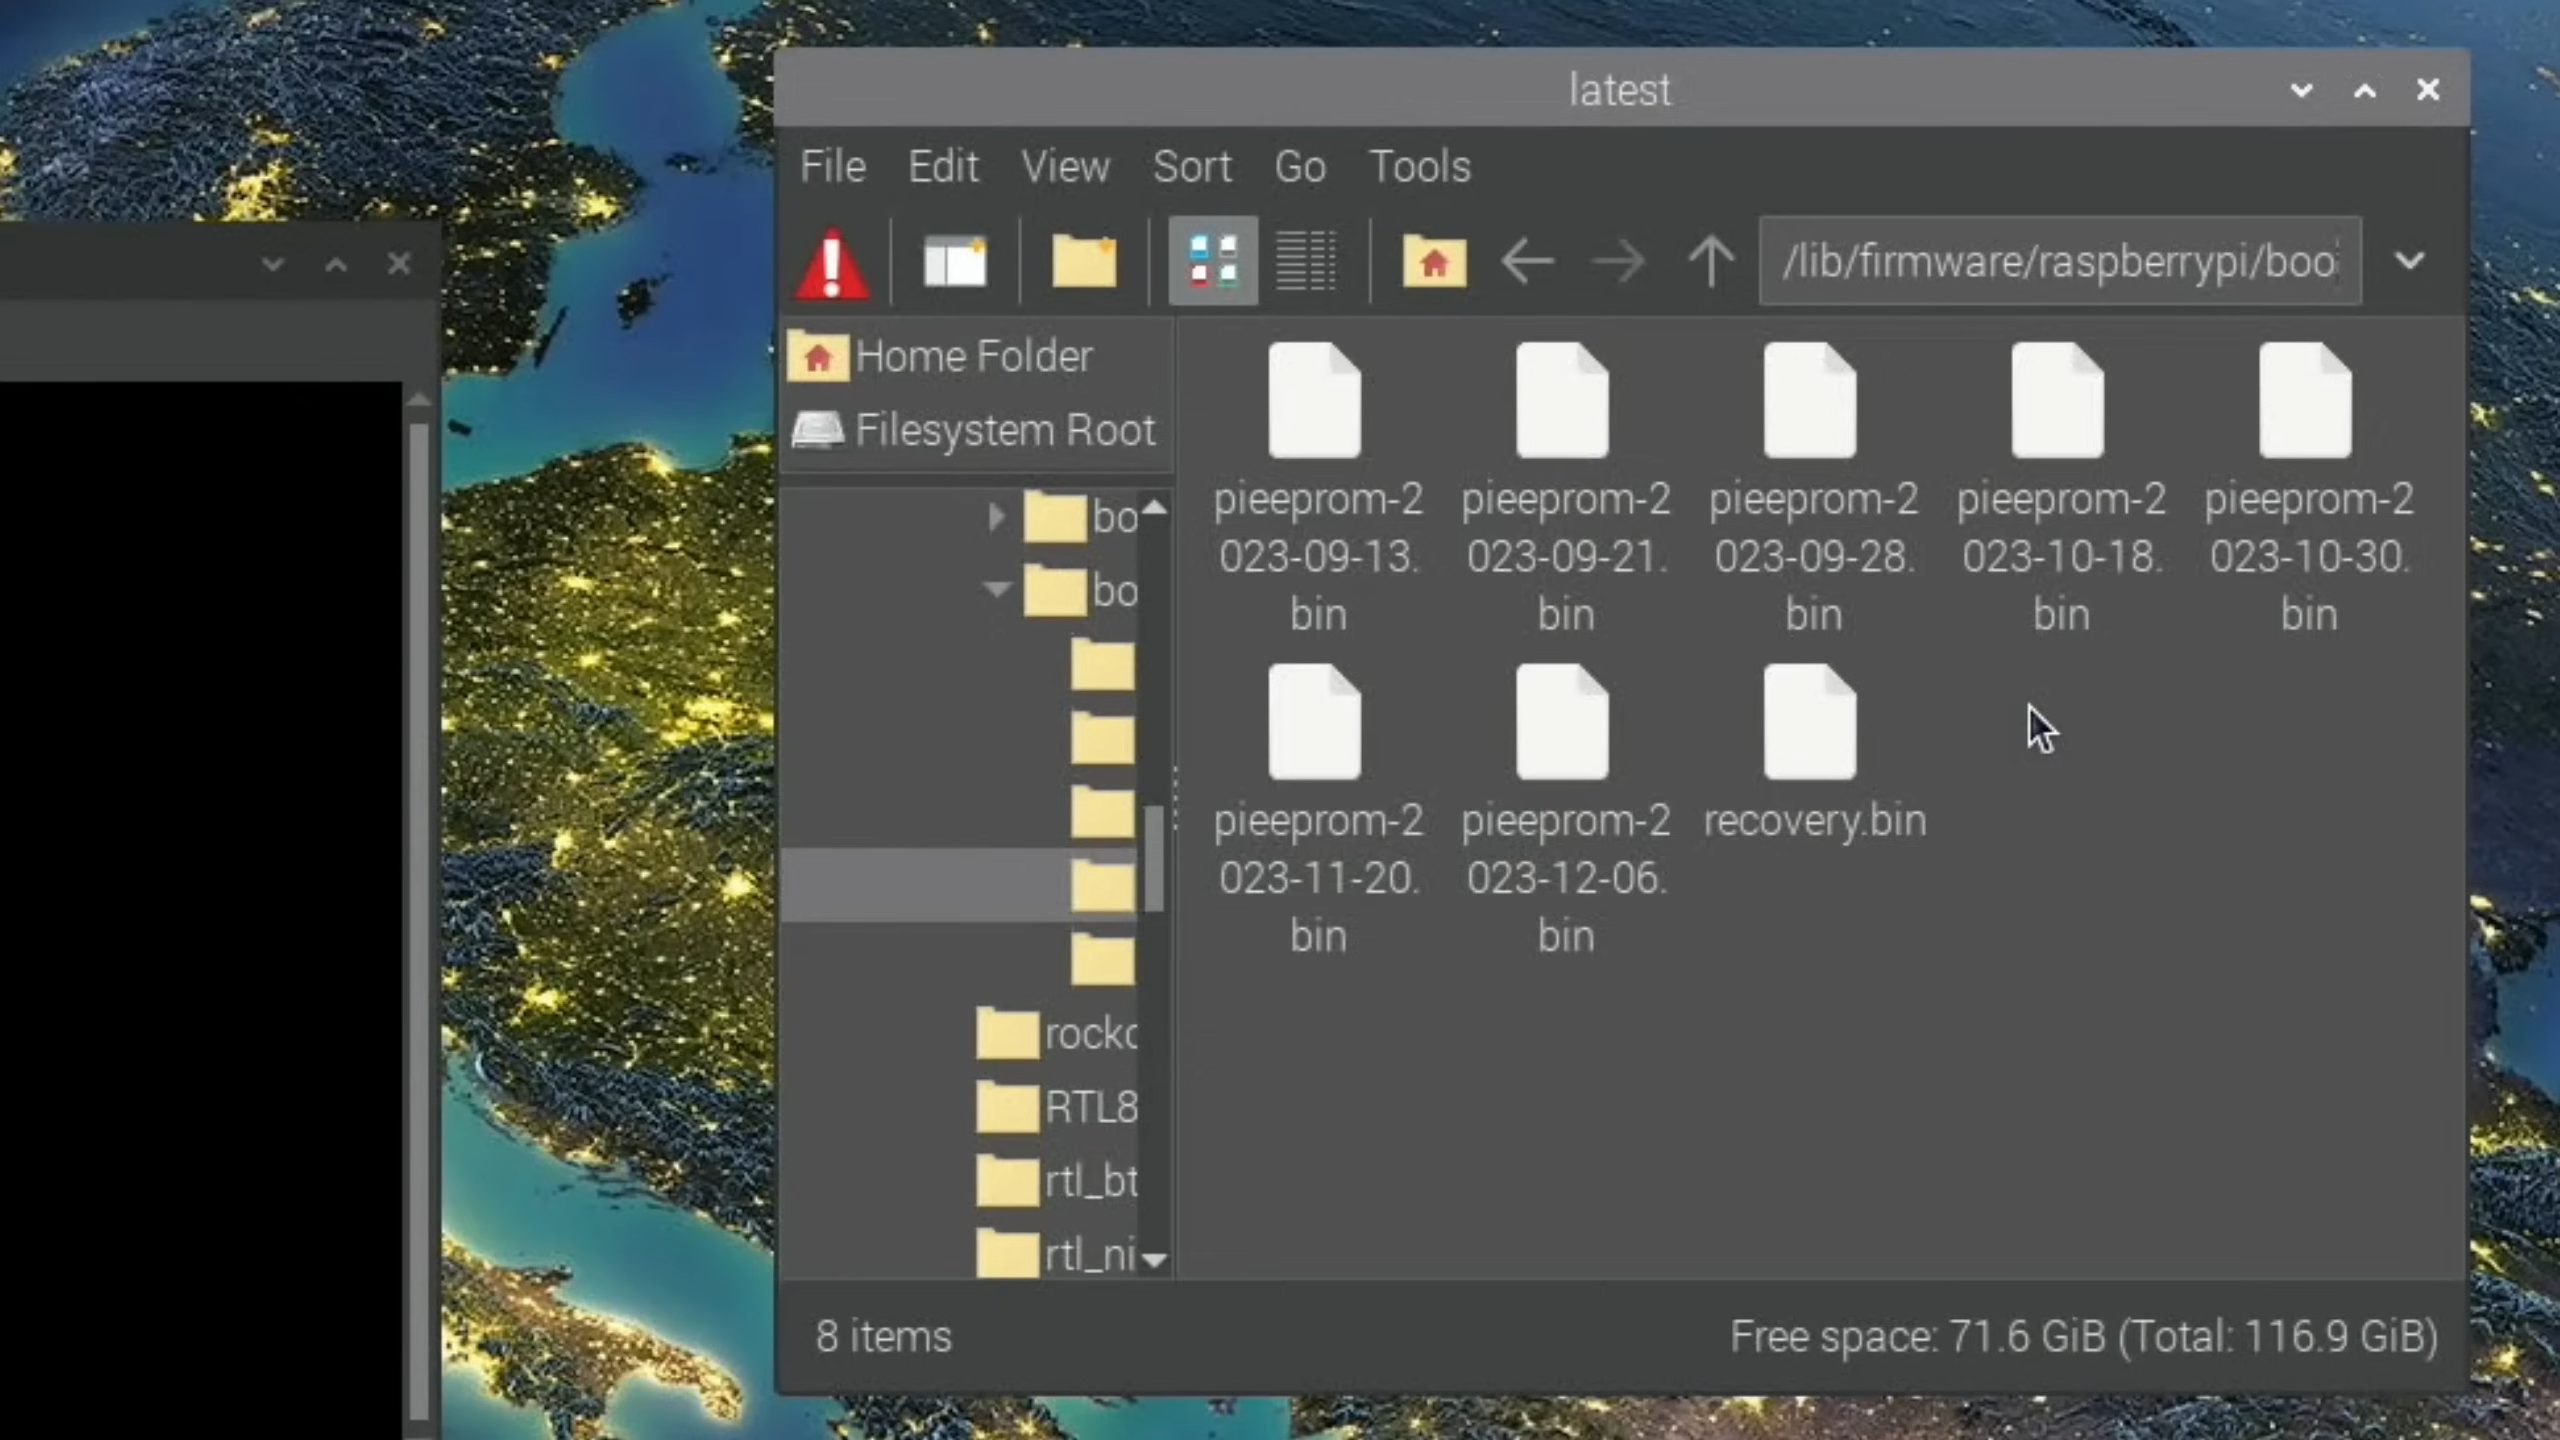 latest
File Edit View Sort Go Tools
/lib/firmware/raspberrypi/boo
Home Folder
Filesystem Root
bo
bo
rockc
RTL8
rtl_bt
rtl_ni
pieeprom-2
023-09-13.
bin
pieeprom-2
023-09-21.
bin
pieeprom-2
023-09-28.
bin
pieeprom-2
023-10-18.
bin
pieeprom-2
023-10-30.
bin
pieeprom-2
023-11-20.
bin
pieeprom-2
023-12-06.
bin
recovery.bin
8 items
Free space: 71.6 GiB (Total: 116.9 GiB)